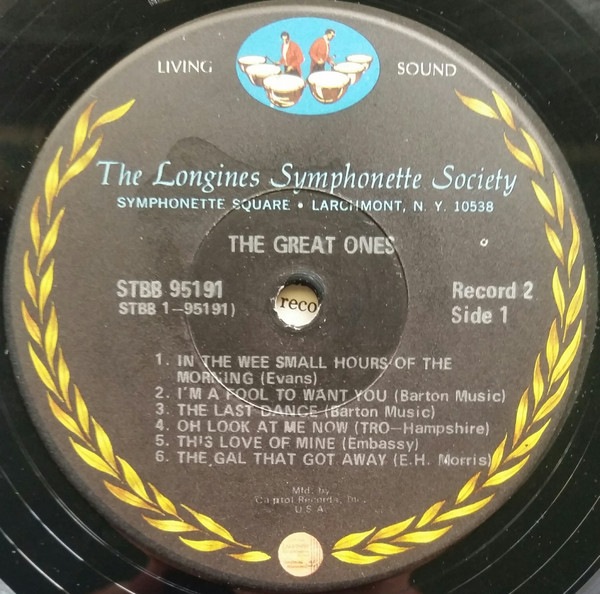 LIVING SOUND
The Longines Symphonette Society
SYMPHONETTE SQUARE • LARCHMONT, N. Y. 10538
THE GREAT ONES
STBB 95191 Record 2
STBB 1—95191) Side 1
reco
1. IN THE WEE SMALL HOURS OF THE
MORNING (Evans)
2. I'M A FOOL TO WANT YOU (Barton Music)
3. THE LAST DANCE (Barton Music)
4. OH LOOK AT ME NOW (TRO—Hampshire)
5. THIS LOVE OF MINE (Embassy)
6. THE GAL THAT GOT AWAY (E.H. Morris)
Mfd. by
Capitol Records, Inc.
U.S.A.